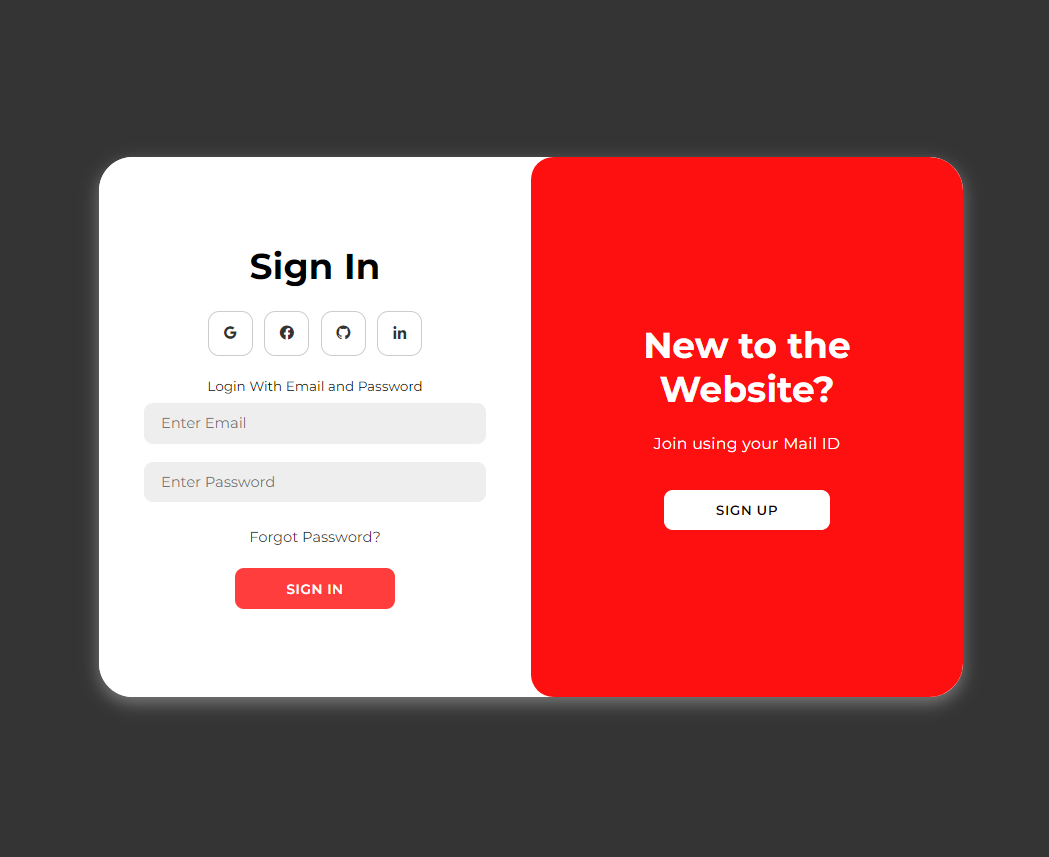 Sign In
Login With Email and Password
Enter Email
Enter Password
Forgot Password?
SIGN IN
New to the
Website?
Join using your Mail ID
SIGN UP